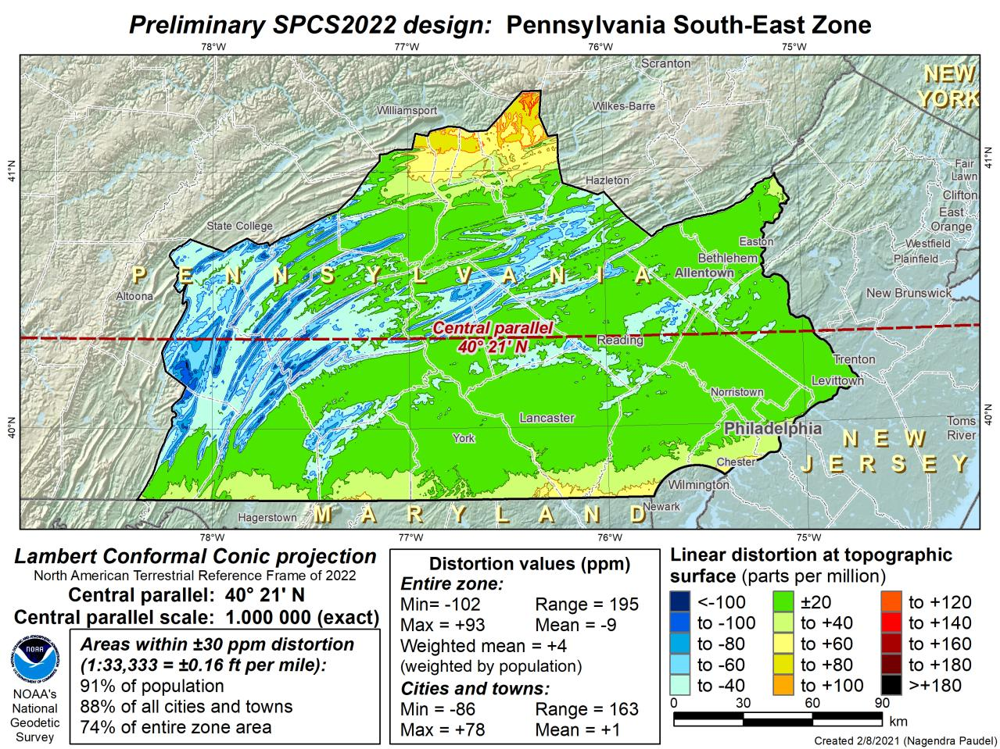 Preliminary SPCS2022 design: Pennsylvania South-East Zone
78°W 77°W 76°W 75°W
Scranton
NEW
YORK
Williamsport
Wilkes-Barre
41°N
41°N
Fair
Lawn
Hazleton
Clifton
East
Orange
State College
Easton
Westfield
Plainfield
Bethlehem
Allentown
P E N N S Y L V A N I A
Altoona
New Brunswick
Central parallel
40° 21' N
Reading
Trenton
Levittown
Norristown
40°N
40°N
Lancaster
Philadelphia
Toms
River
York
NEW
JERSEY
Chester
Wilmington
Hagerstown
MARYLAND
Newark
78°W 77°W 76°W 75°W
Lambert Conformal Conic projection
North American Terrestrial Reference Frame of 2022
Central parallel: 40° 21' N
Central parallel scale: 1.000 000 (exact)
NOAA
NOAA's
National
Geodetic
Survey
Areas within ±30 ppm distortion
(1:33,333 = ±0.16 ft per mile):
91% of population
88% of all cities and towns
74% of entire zone area
Distortion values (ppm)
Entire zone:
Min= -102 Range = 195
Max = +93 Mean = -9
Weighted mean = +4
(weighted by population)
Cities and towns:
Min = -86 Range = 163
Max = +78 Mean = +1
Linear distortion at topographic
surface (parts per million)
<-100 ±20 to +120
to -100 to +40 to +140
to -80 to +60 to +160
to -60 to +80 to +180
to -40 to +100 >+180
0 30 60 90
km
Created 2/8/2021 (Nagendra Paudel)